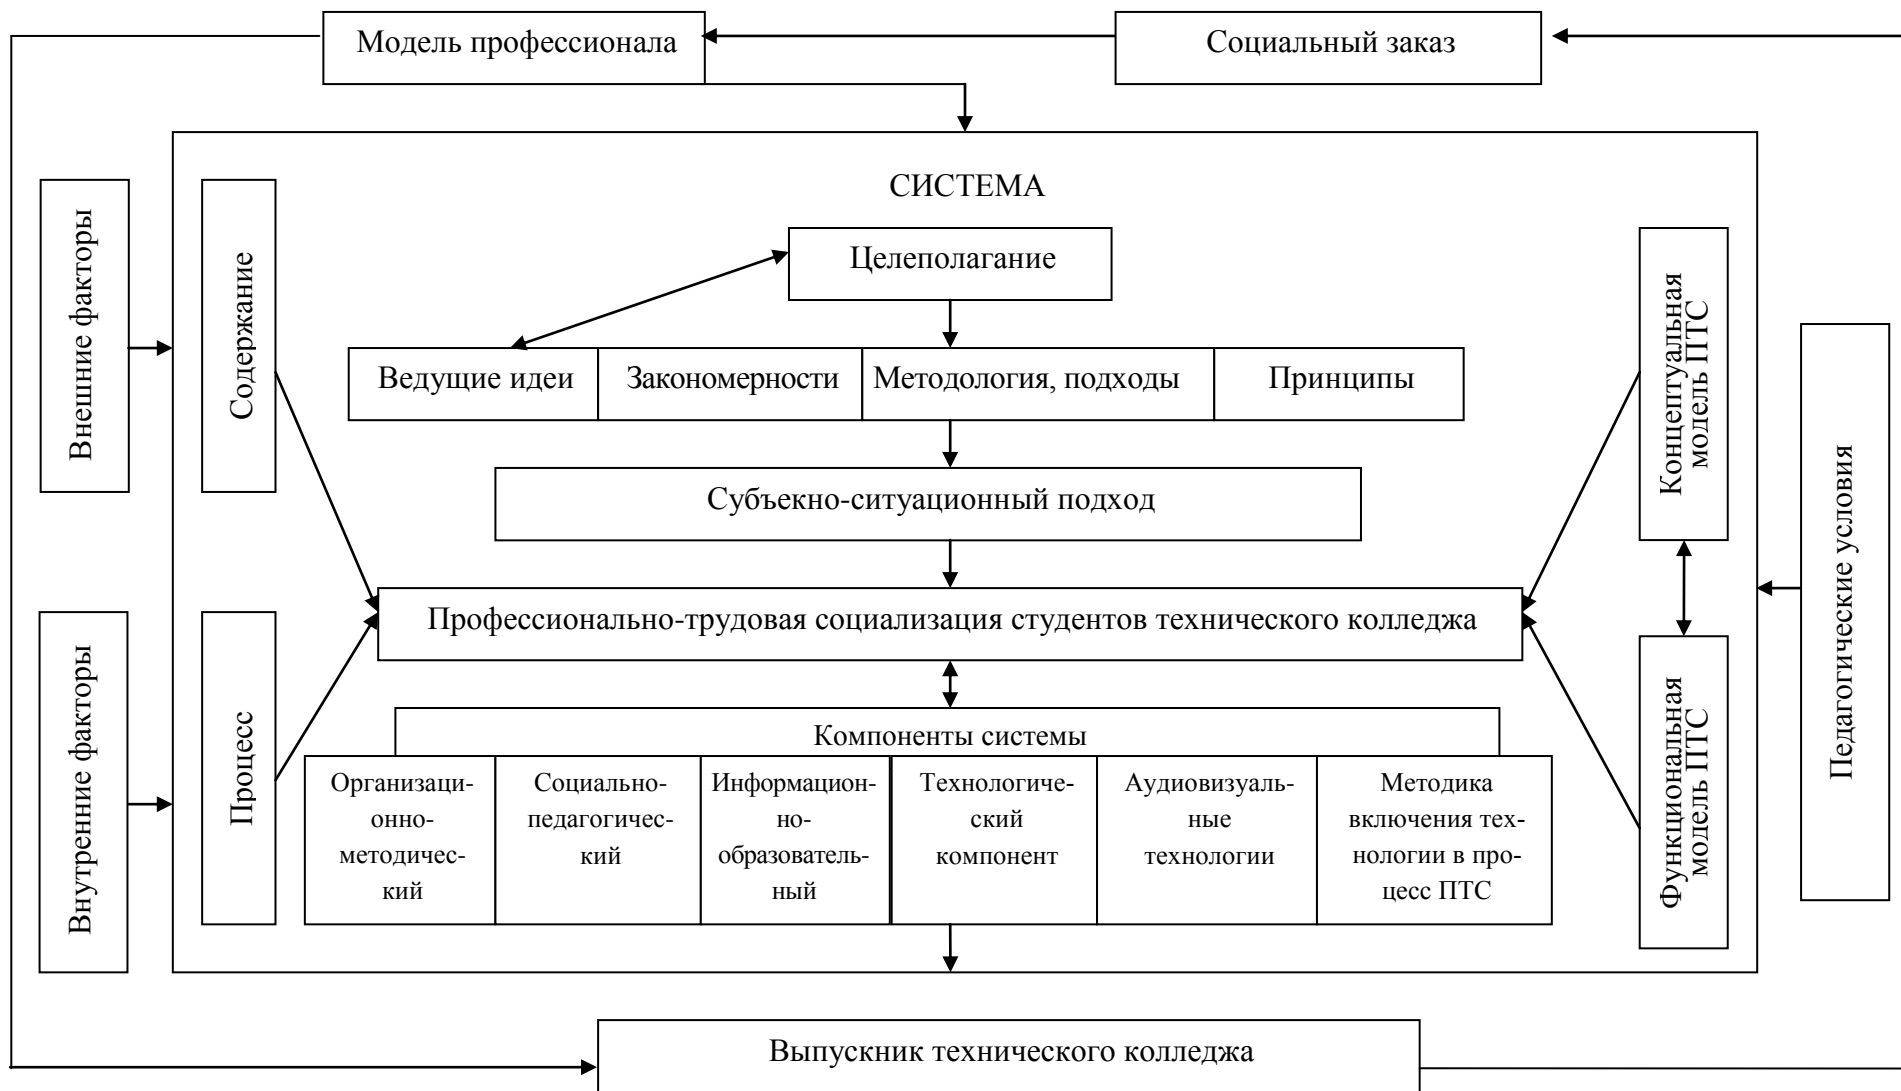 Модель профессионала
Социальный заказ
СИСТЕМА
Внешние факторы
Содержание
Целеполагание
Концептуальная
модель ПТС
Ведущие идеи
Закономерности
Методология, подходы
Принципы
Субъекно-ситуационный подход
Педагогические условия
Профессионально-трудовая социализация студентов технического колледжа
Внутренние факторы
Процесс
Функциональная
модель ПТС
Компоненты системы
Организаци-
онно-
методичес-
кий
Социально-
педагогичес-
кий
Информацион-
но-
образователь-
ный
Технологиче-
ский
компонент
Аудиовизуаль-
ные
технологии
Методика
включения тех-
нологии в про-
цесс ПТС
Выпускник технического колледжа